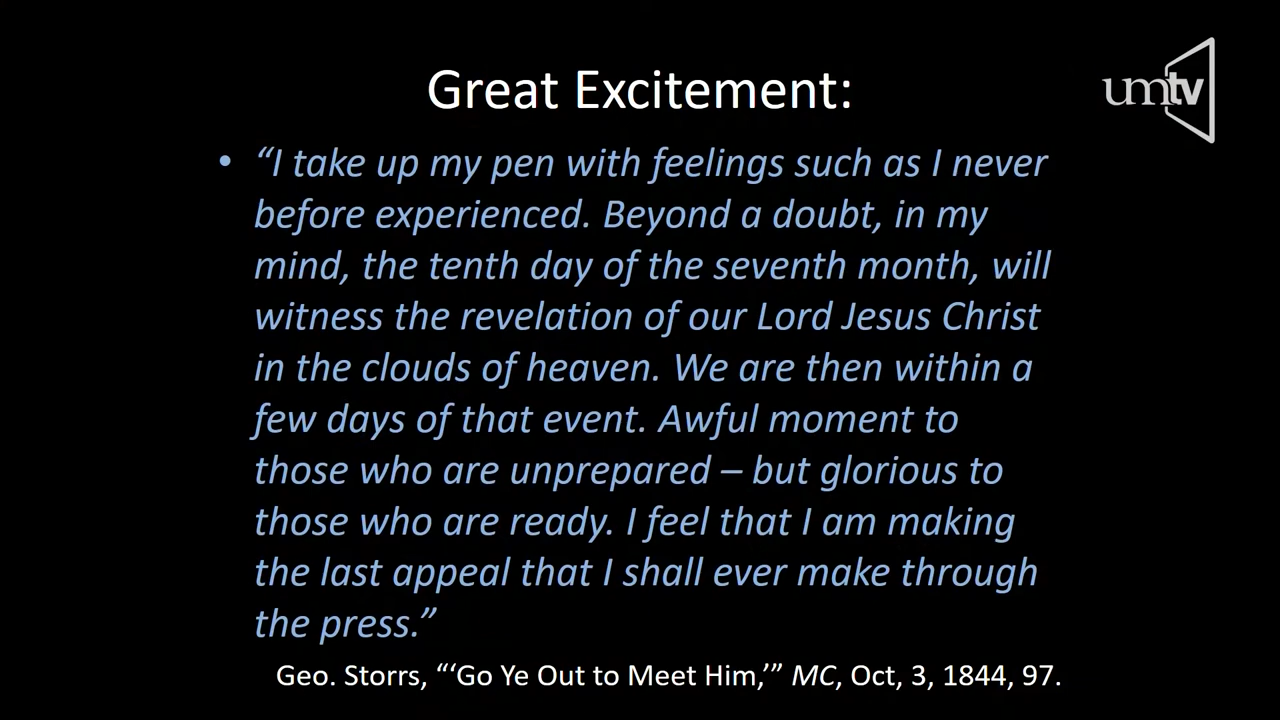 umtv
Great Excitement:
• “I take up my pen with feelings such as I never
before experienced. Beyond a doubt, in my
mind, the tenth day of the seventh month, will
witness the revelation of our Lord Jesus Christ
in the clouds of heaven. We are then within a
few days of that event. Awful moment to
those who are unprepared – but glorious to
those who are ready. I feel that I am making
the last appeal that I shall ever make through
the press.”
Geo. Storrs, “‘Go Ye Out to Meet Him,’” MC, Oct, 3, 1844, 97.